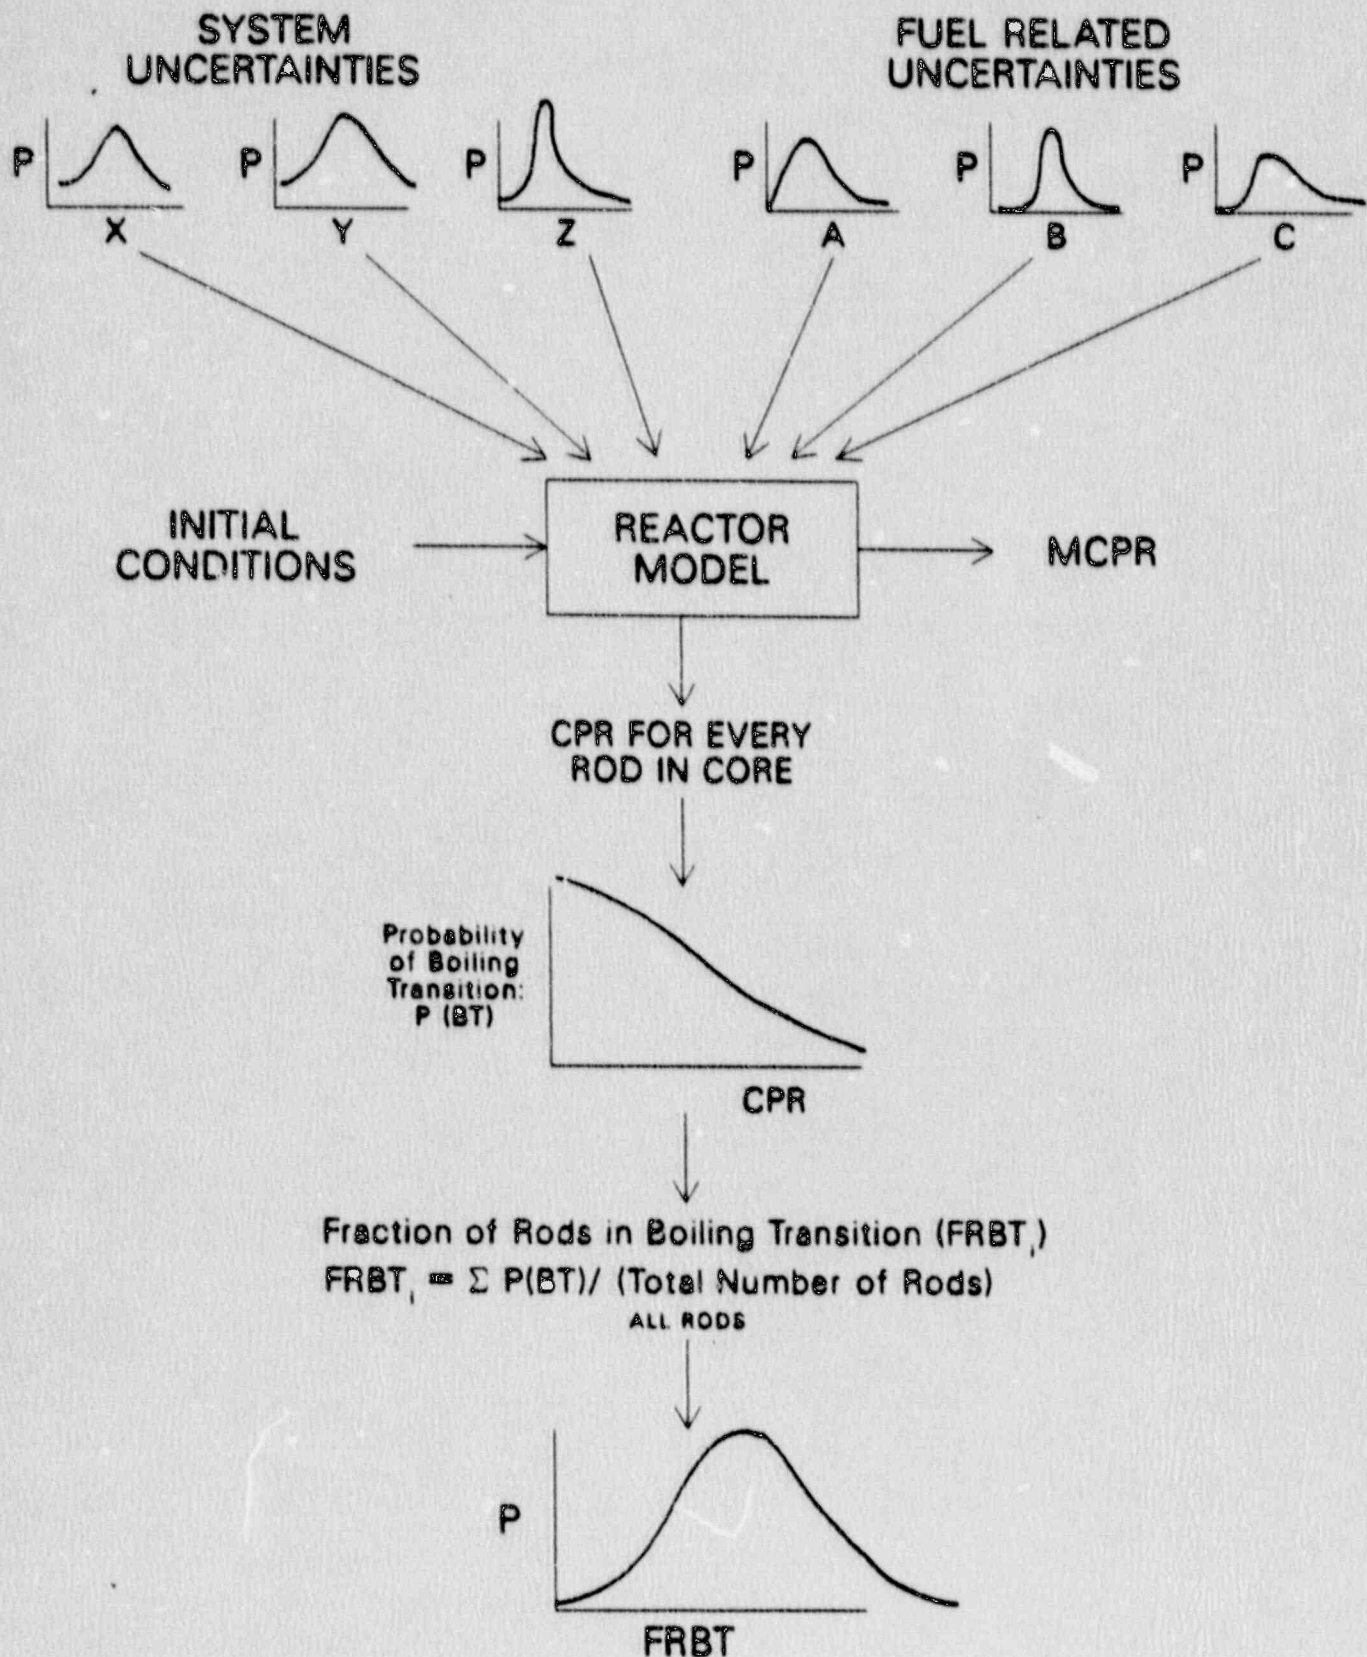 SYSTEM
UNCERTAINTIES
FUEL RELATED
UNCERTAINTIES
P
X
P
Y
P
Z
P
A
P
B
P
C
INITIAL
CONDITIONS
REACTOR
MODEL
MCPR
CPR FOR EVERY
ROD IN CORE
Probability
of Boiling
Transition:
P (BT)
CPR
Fraction of Rods in Boiling Transition (FRBT i)
FRBT i = Σ P(BT)/ (Total Number of Rods)
ALL RODS
P
FRBT